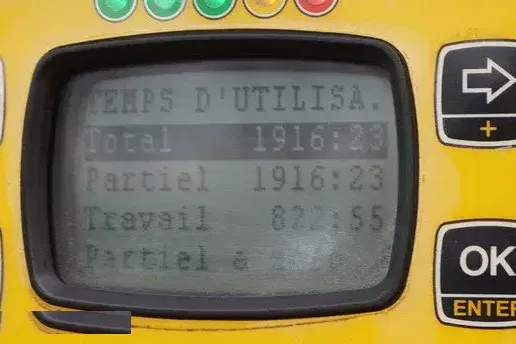 TEMPS D'UTILISA.
Total 1916:23
Partiel 1916:23
Travail 822:55
Partiel
+
OK
ENTER